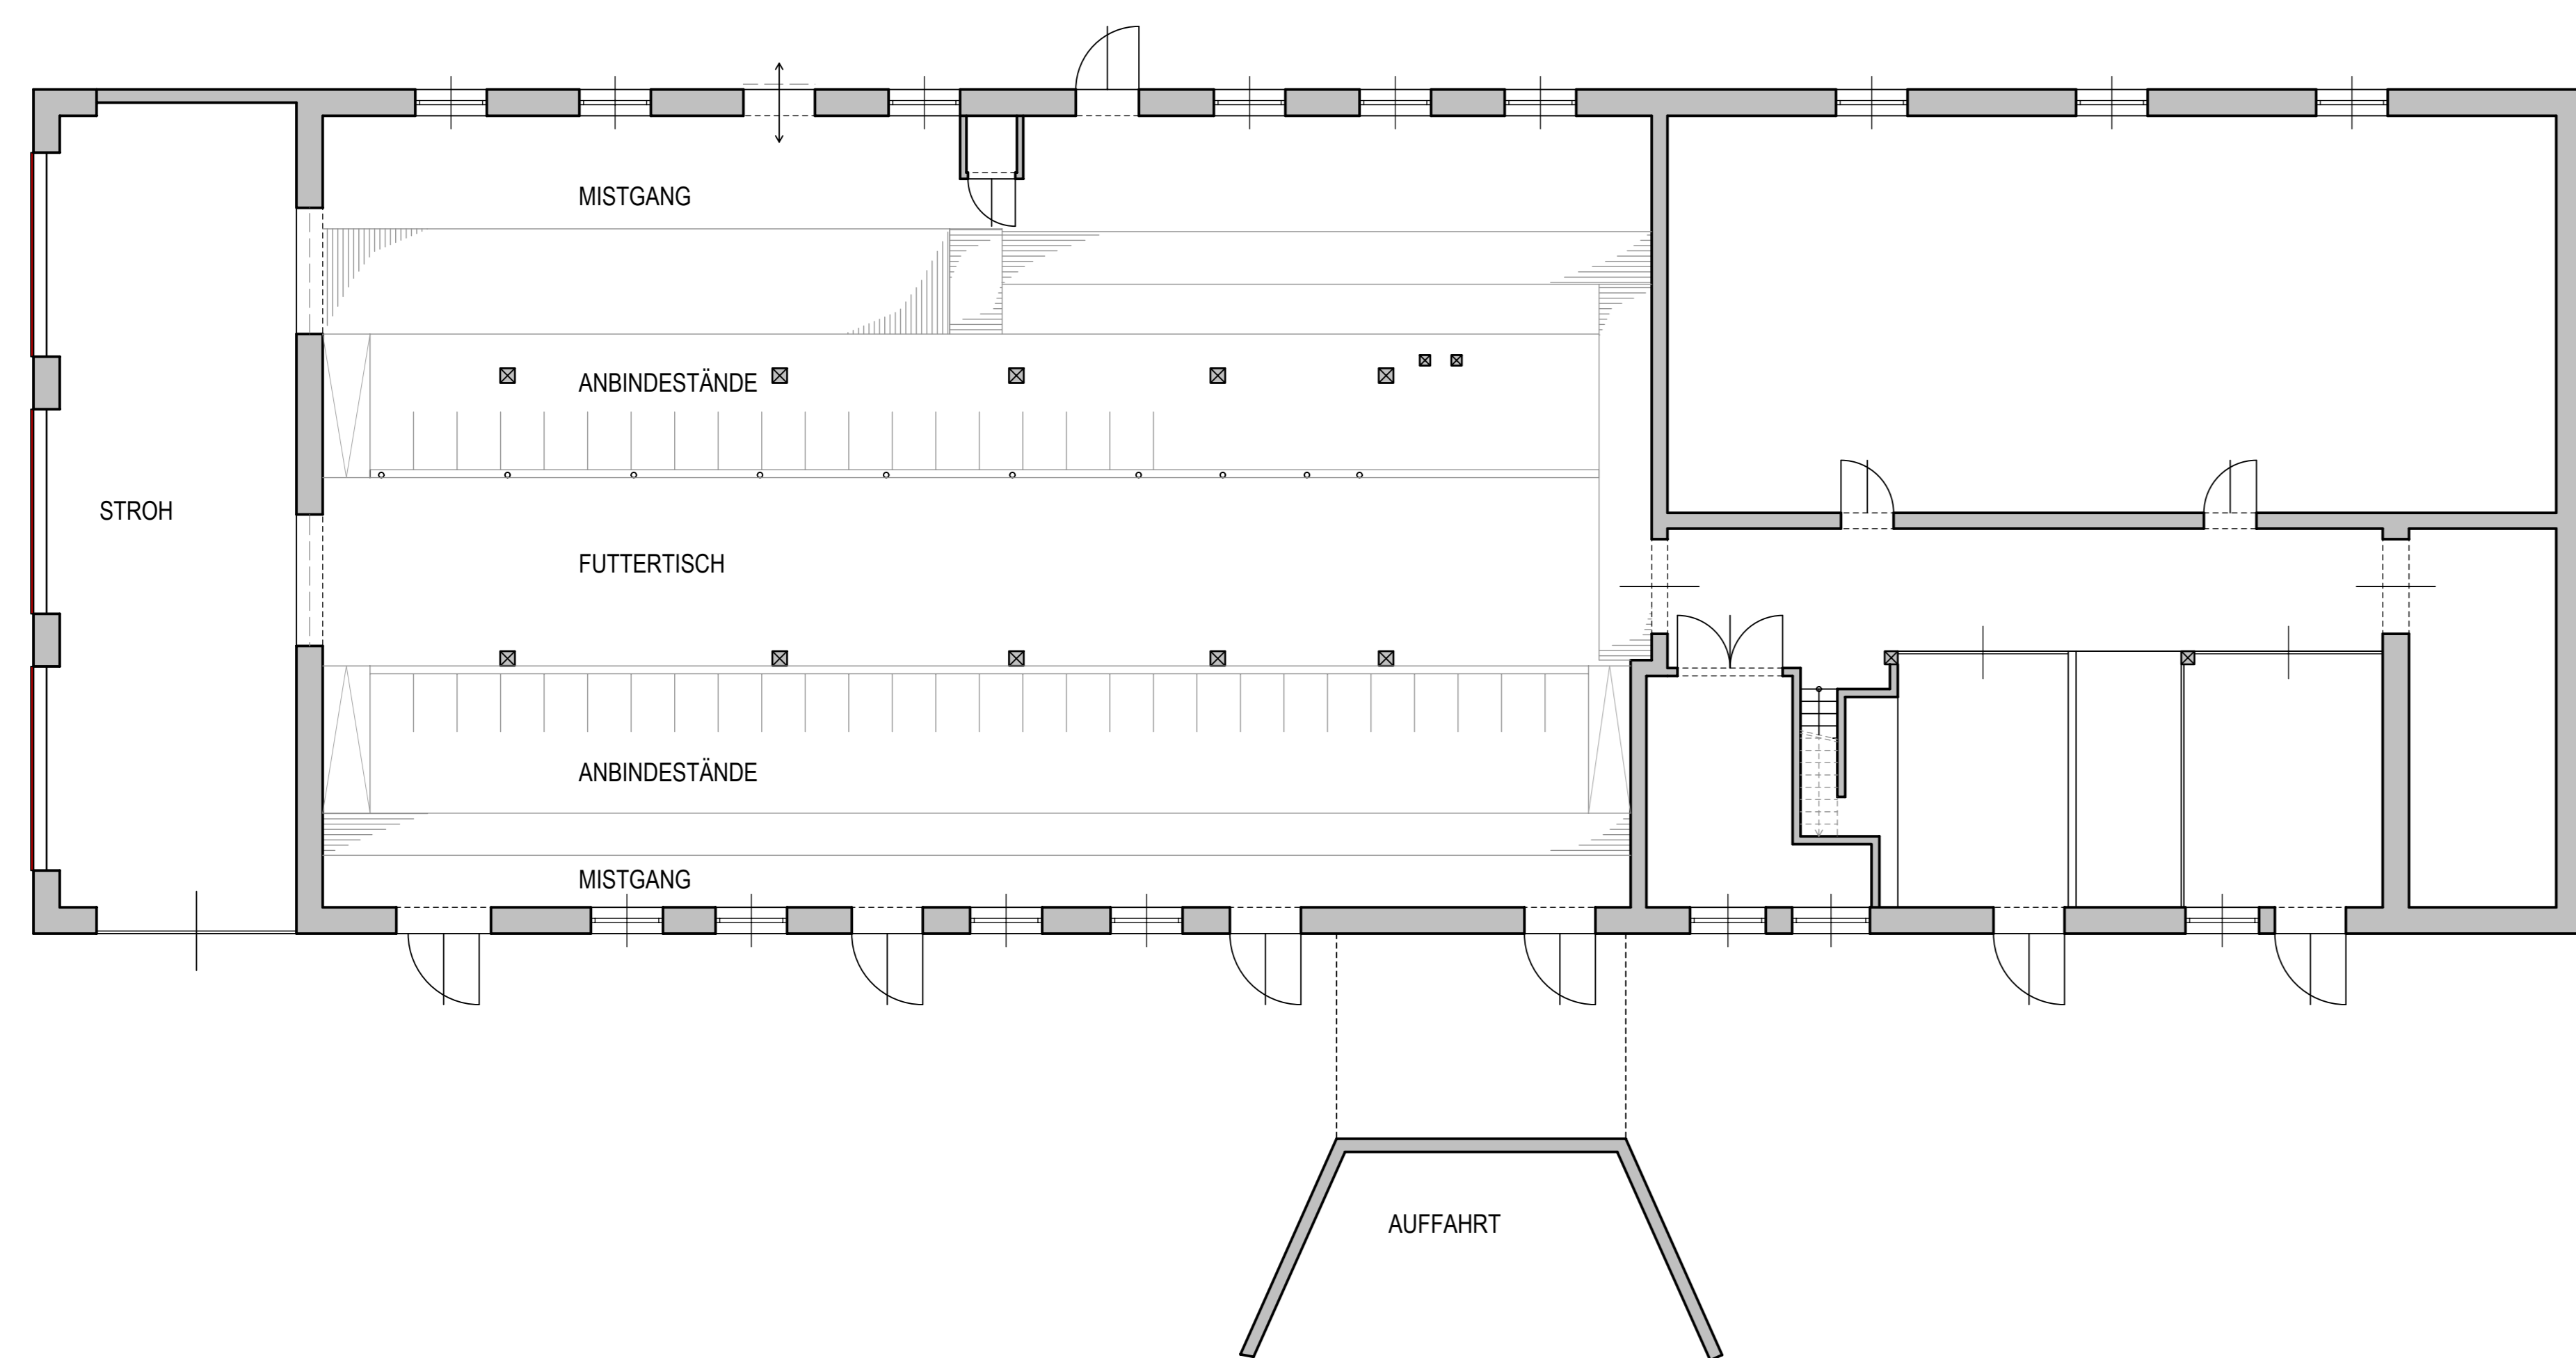 MISTGANG
ANBINDESTÄNDE
STROH
FUTTERTISCH
ANBINDESTÄNDE
MISTGANG
AUFFAHRT